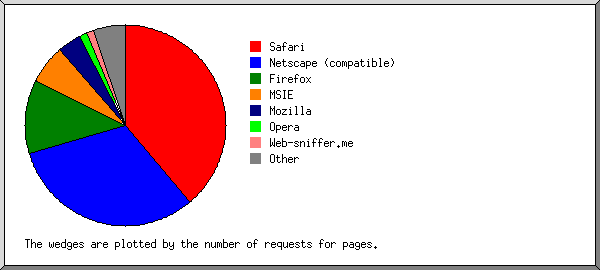 Safari
Netscape (compatible)
Firefox
MSIE
Mozilla
Opera
Web-sniffer.me
Other
The wedges are plotted by the number of requests for pages.